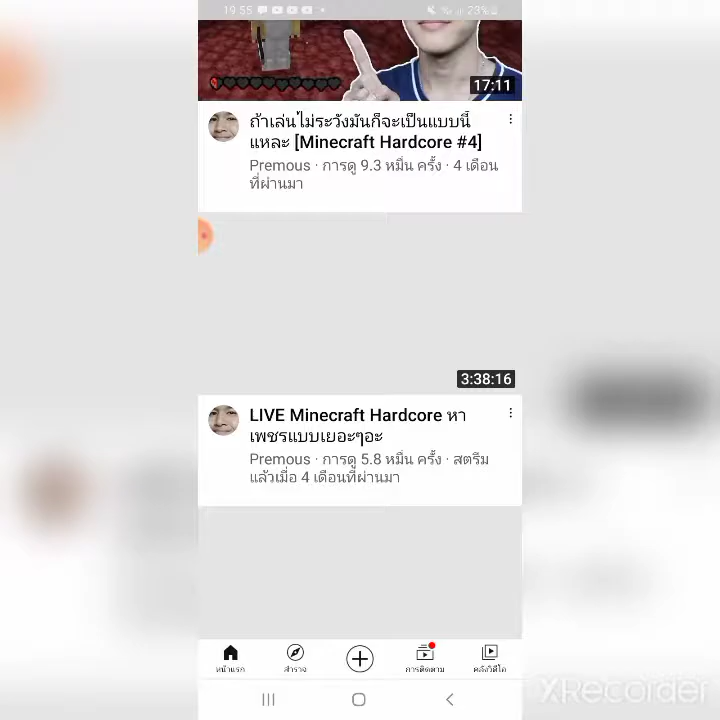 19 55
23%
17:11
ถ้าเล่นไม่ระวังมันก็จะเป็นแบบนี้
แหละ [Minecraft Hardcore #4]
Premous · การดู 9.3 หมื่น ครั้ง · 4 เดือน
ที่ผ่านมา
3:38:16
LIVE Minecraft Hardcore หา
เพชรแบบเยอะๆอะ
Premous · การดู 5.8 หมื่น ครั้ง · สตรีม
แล้วเมื่อ 4 เดือนที่ผ่านมา
หน้าแรก
สำรวจ
การติดตาม
คลังวิดีโอ
XRecorder